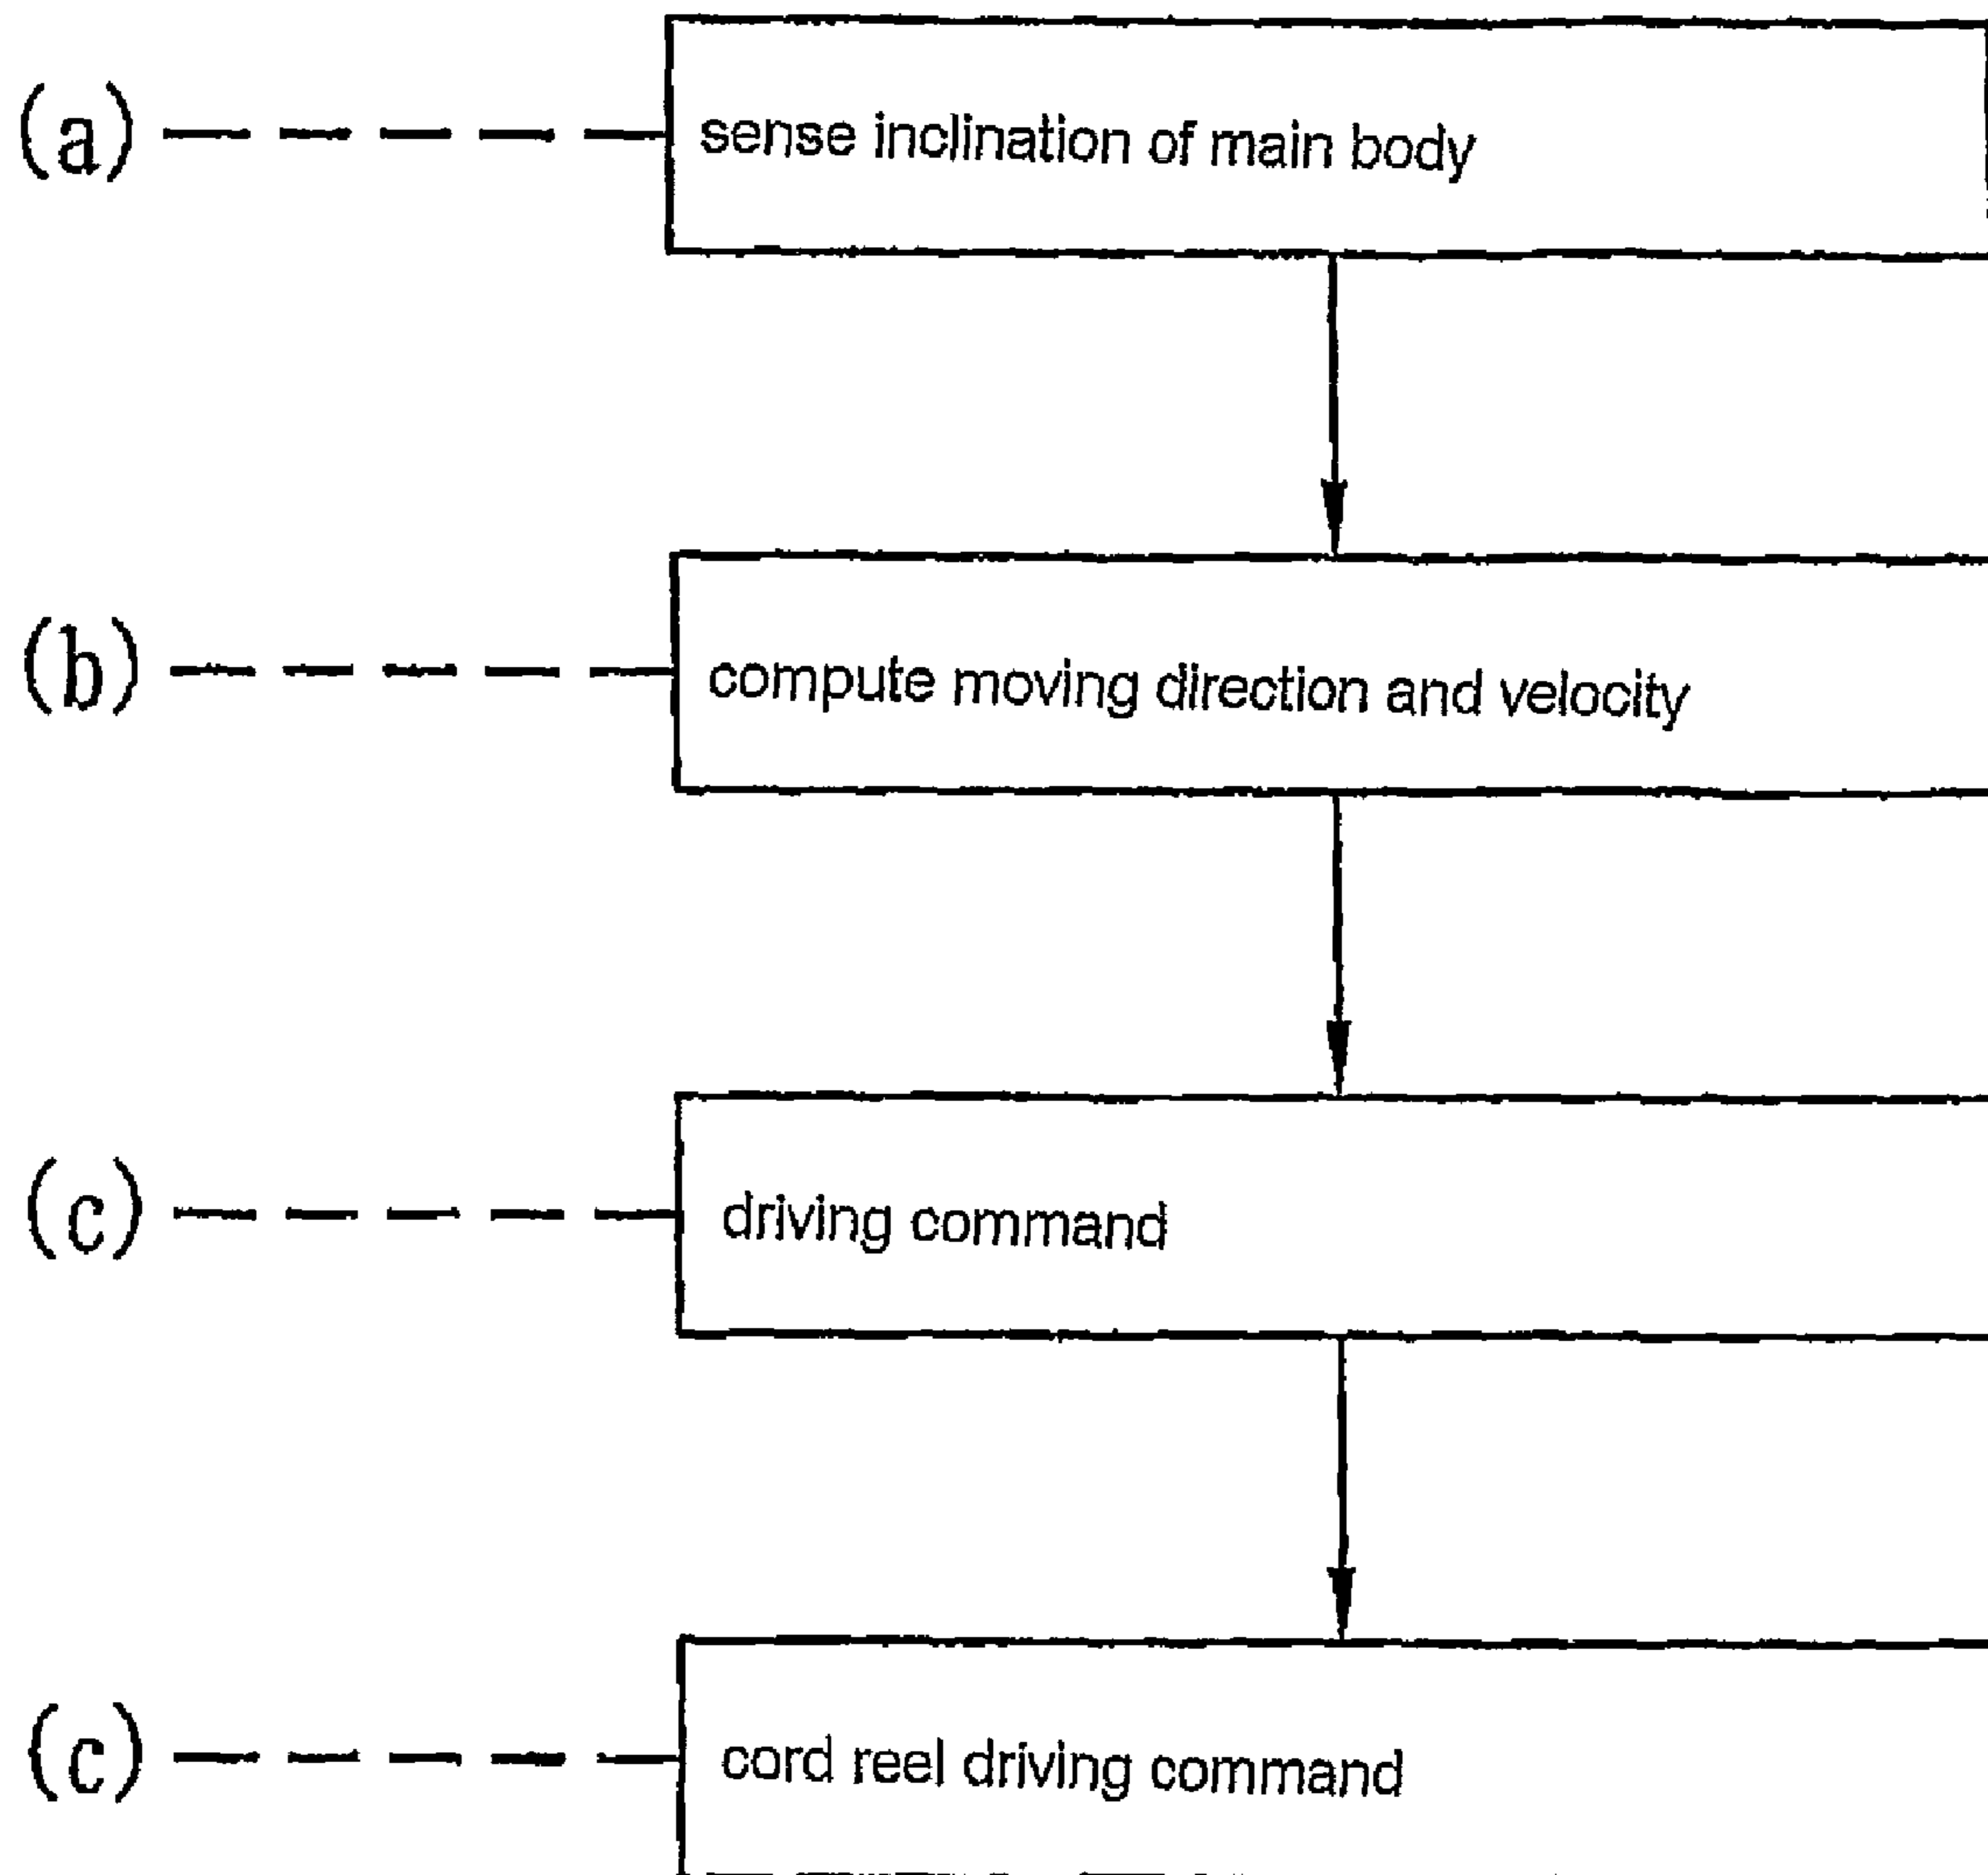 (a) sense inclination of main body
(b) compute moving direction and velocity
(c) driving command
(c) cord reel driving command